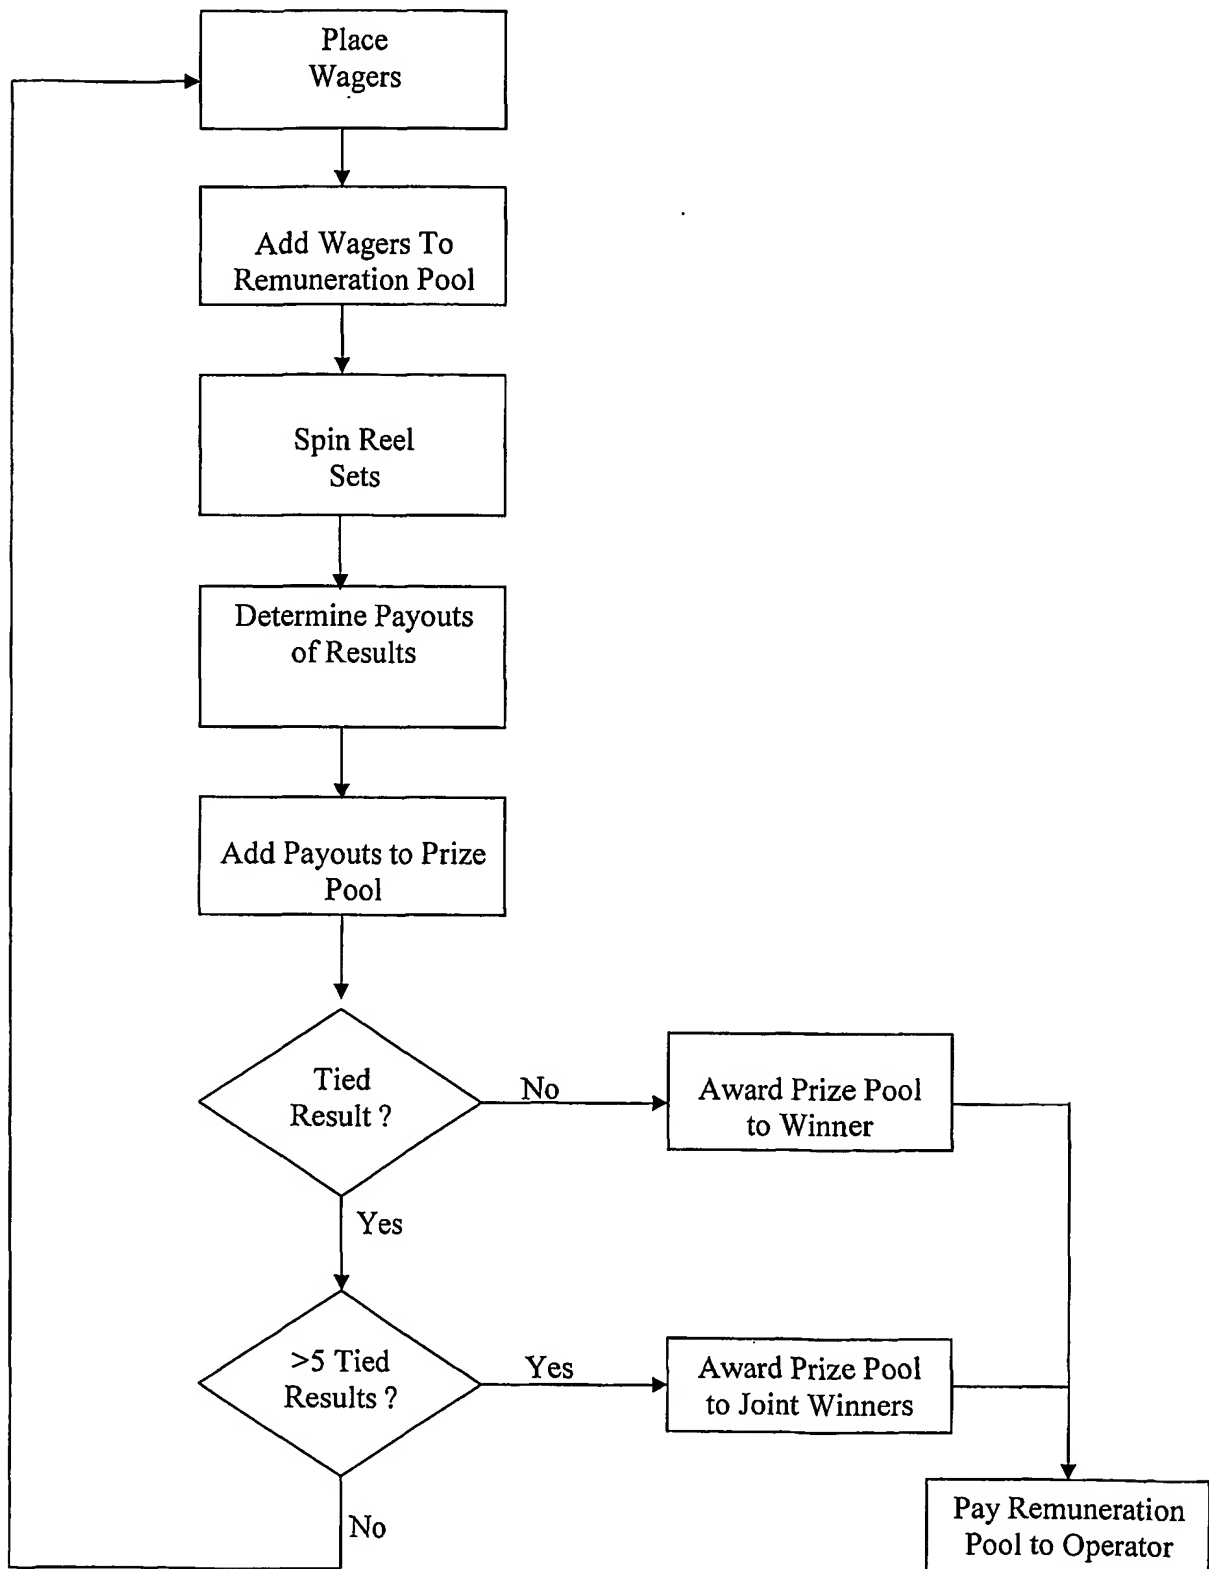 Place
Wagers
Add Wagers To
Remuneration Pool
Spin Reel
Sets
Determine Payouts
of Results
Add Payouts to Prize
Pool
Tied
Result ?
No
Award Prize Pool
to Winner
Yes
>5 Tied
Results ?
Yes
Award Prize Pool
to Joint Winners
No
Pay Remuneration
Pool to Operator